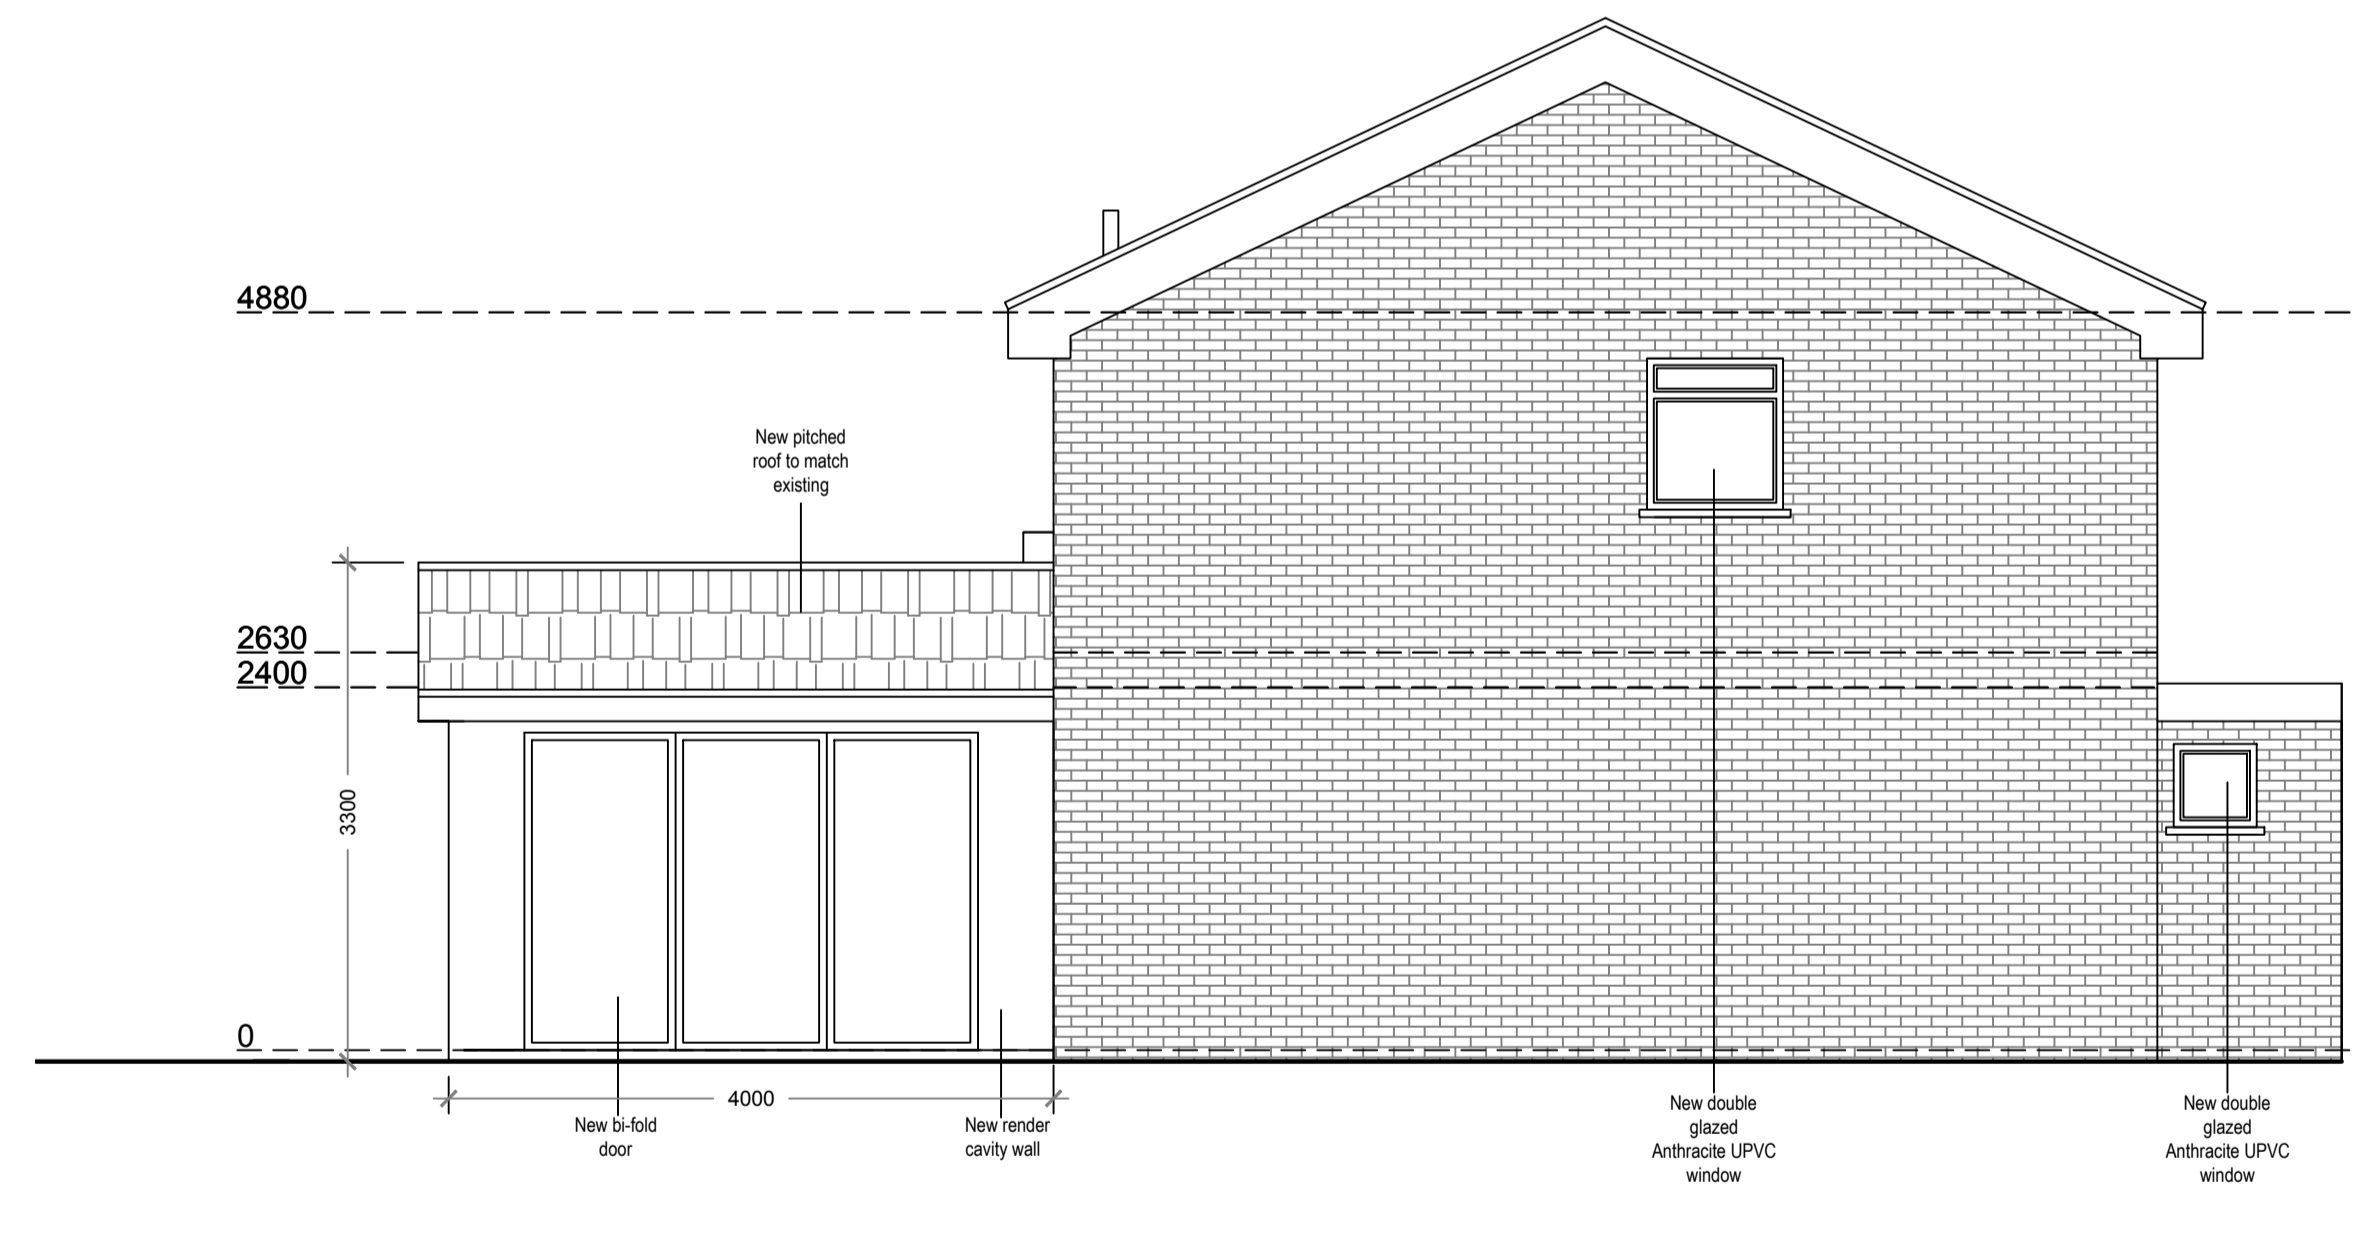 4880
New pitched
roof to match
existing
2630
2400
3300
0
4000
New bi-fold
door
New render
cavity wall
New double
glazed
Anthracite UPVC
window
New double
glazed
Anthracite UPVC
window